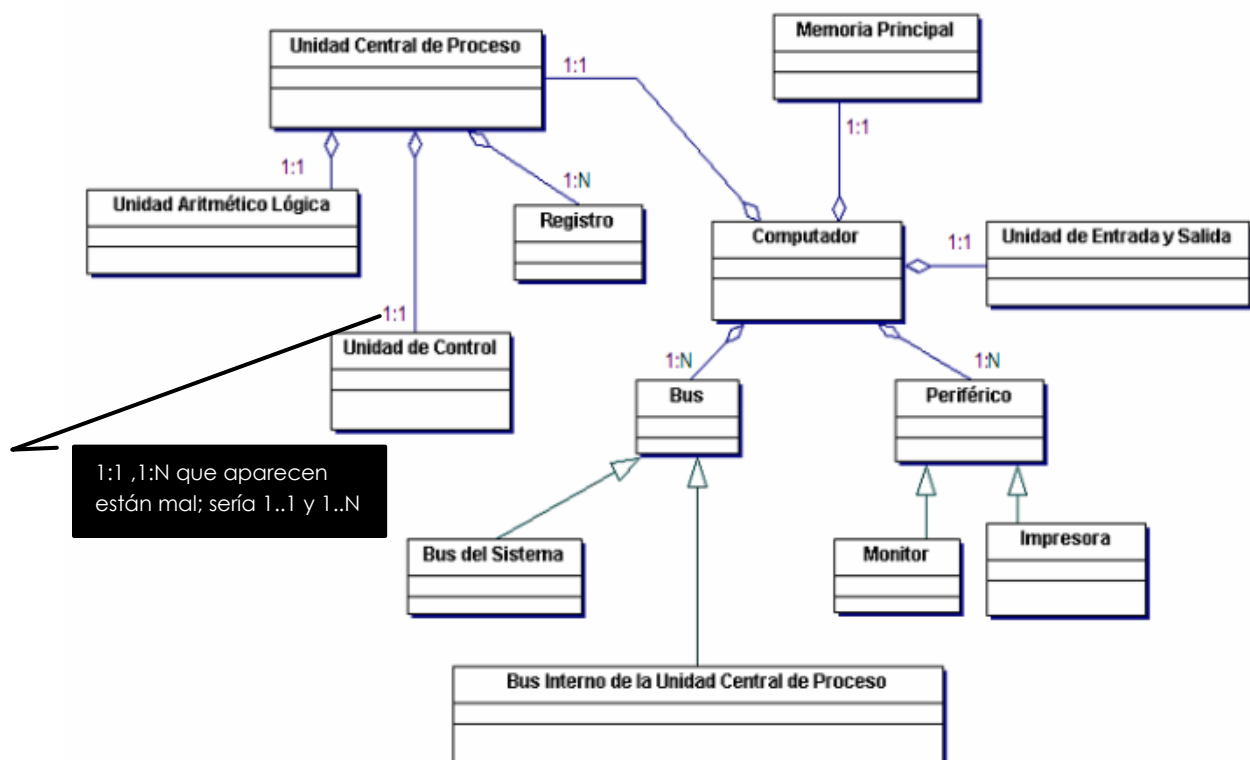 Unidad Central de Proceso
1:1
Memoria Principal
1:1
1:1
Unidad Aritmético Lógica
1:N
Registro
Computador
1:1
Unidad de Entrada y Salida
1:1
Unidad de Control
1:N
Bus
1:N
Periférico
1:1 ,1:N que aparecen
están mal; sería 1..1 y 1..N
Bus del Sistema
Monitor
Impresora
Bus Interno de la Unidad Central de Proceso